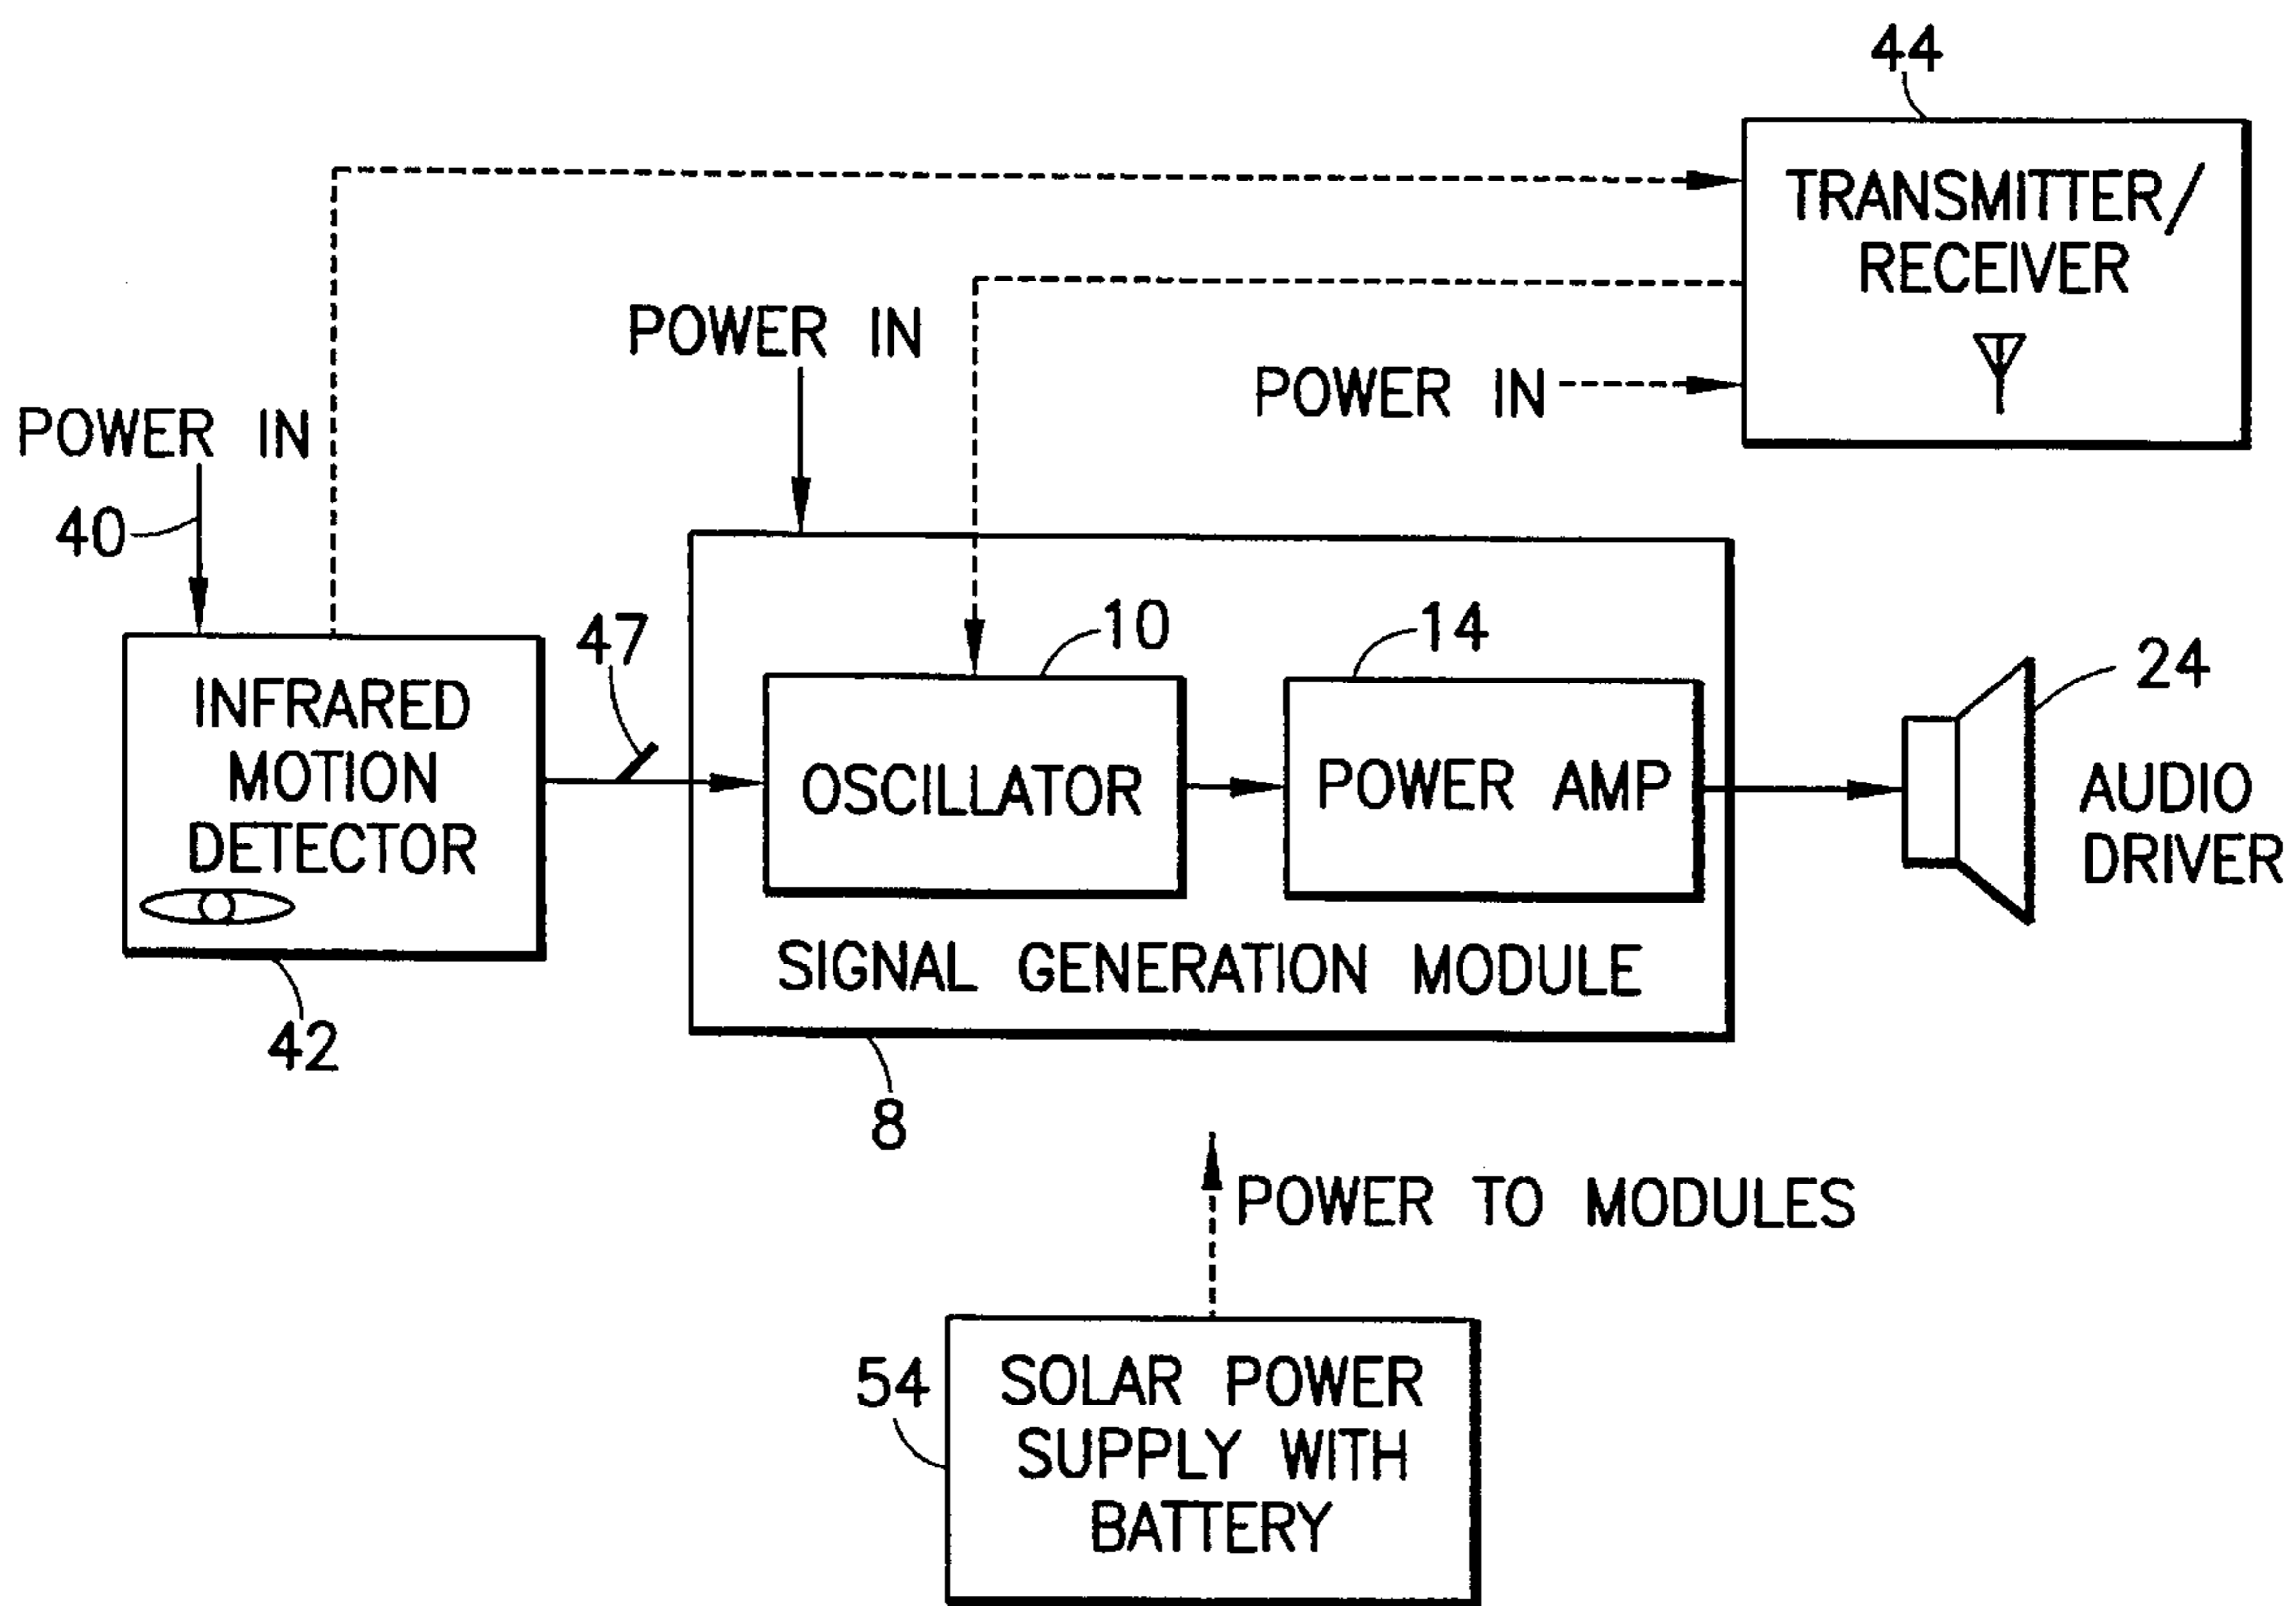 44
TRANSMITTER/
RECEIVER
POWER IN
POWER IN
POWER IN
40
47
10
14
24
INFRARED
MOTION
DETECTOR
OSCILLATOR
POWER AMP
AUDIO
DRIVER
SIGNAL GENERATION MODULE
42
8
POWER TO MODULES
54
SOLAR POWER
SUPPLY WITH
BATTERY